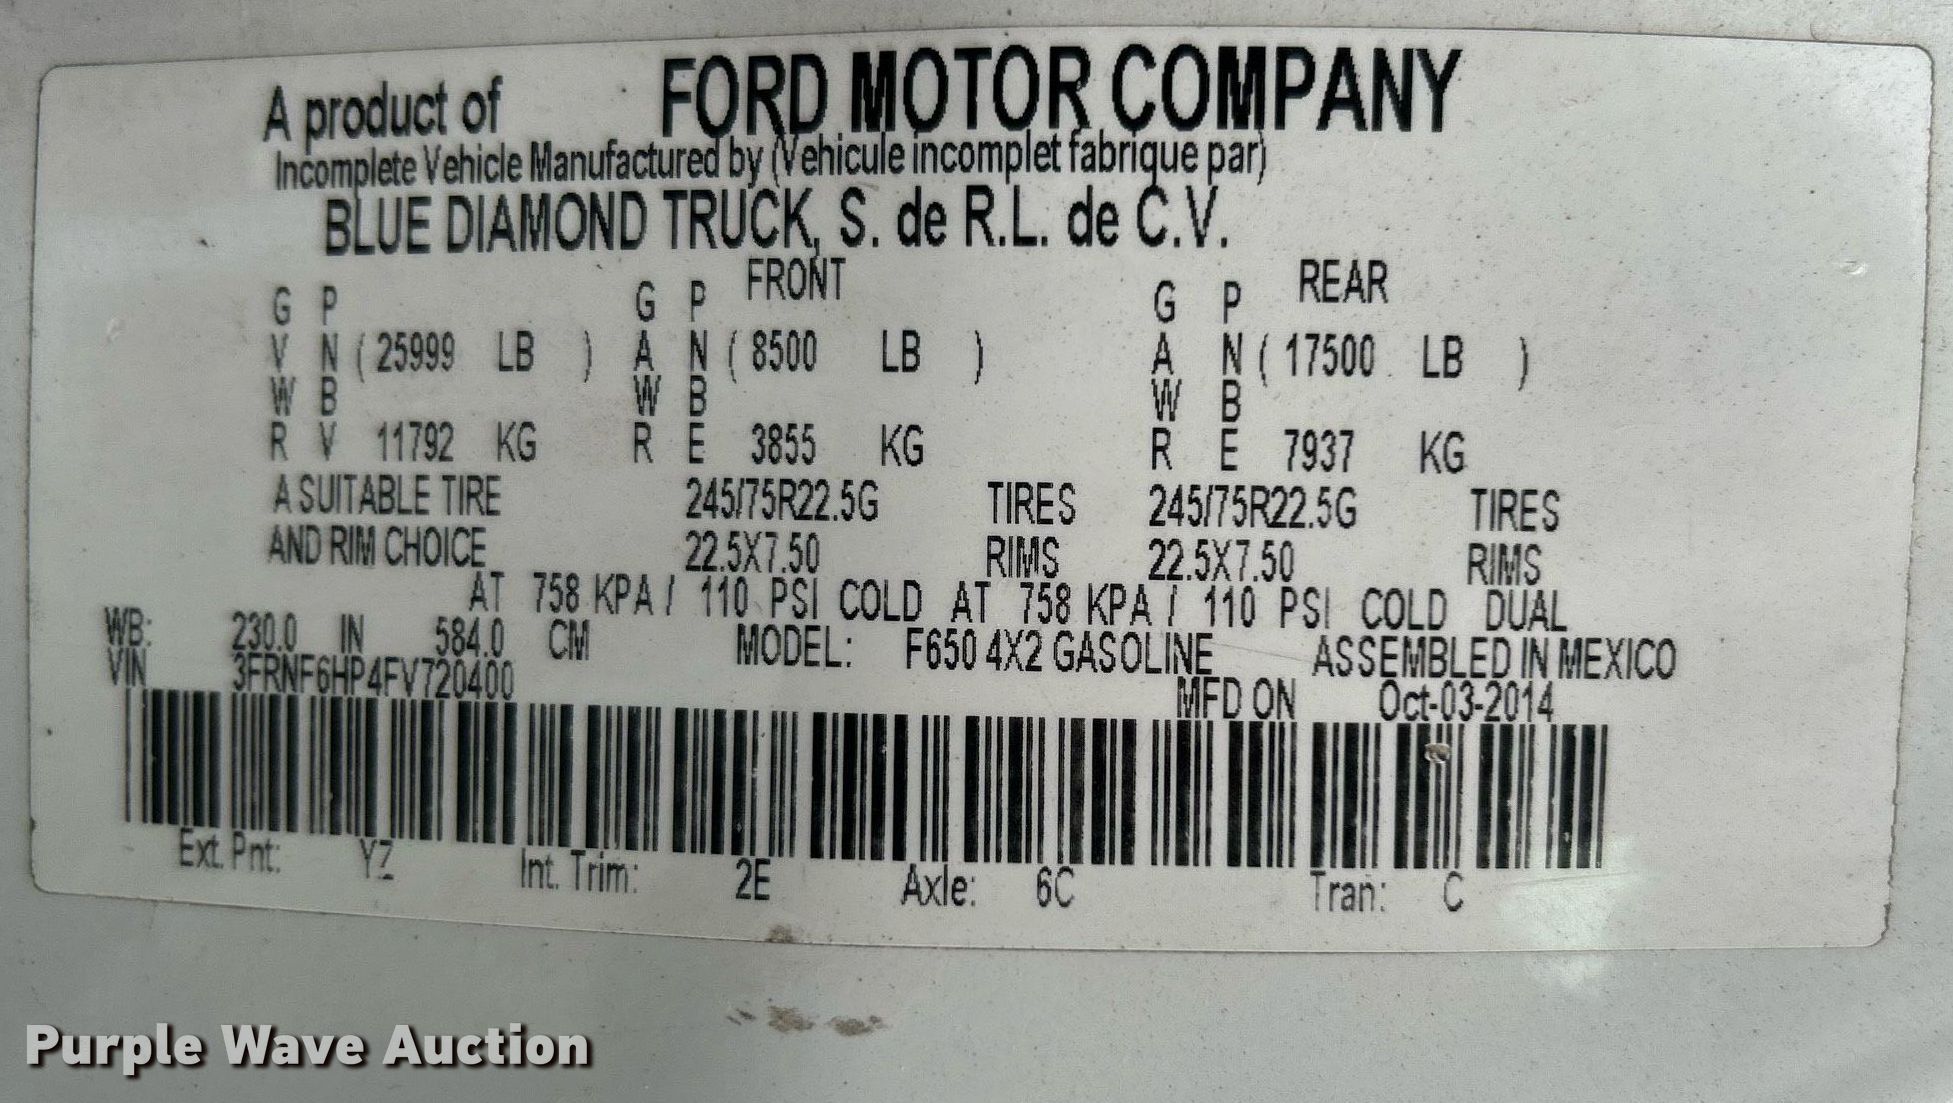 A product of FORD MOTOR COMPANY
Incomplete Vehicle Manufactured by (Vehicule incomplet fabrique par)
BLUE DIAMOND TRUCK, S. de R.L. de C.V.
G P G P FRONT G P REAR
V N ( 25999 LB ) A N ( 8500 LB ) A N ( 17500 LB )
W B W B W B
R V 11792 KG R E 3855 KG R E 7937 KG
A SUITABLE TIRE 245/75R22.5G TIRES 245/75R22.5G TIRES
AND RIM CHOICE 22.5X7.50 RIMS 22.5X7.50 RIMS
AT 758 KPA / 110 PSI COLD AT 758 KPA / 110 PSI COLD DUAL
WB: 230.0 IN 584.0 CM MODEL: F650 4X2 GASOLINE ASSEMBLED IN MEXICO
VIN 3FRNF6HP4FV720400 MFD ON Oct-03-2014
Ext. Pnt: YZ Int. Trim: 2E Axle: 6C Tran: C
Purple Wave Auction